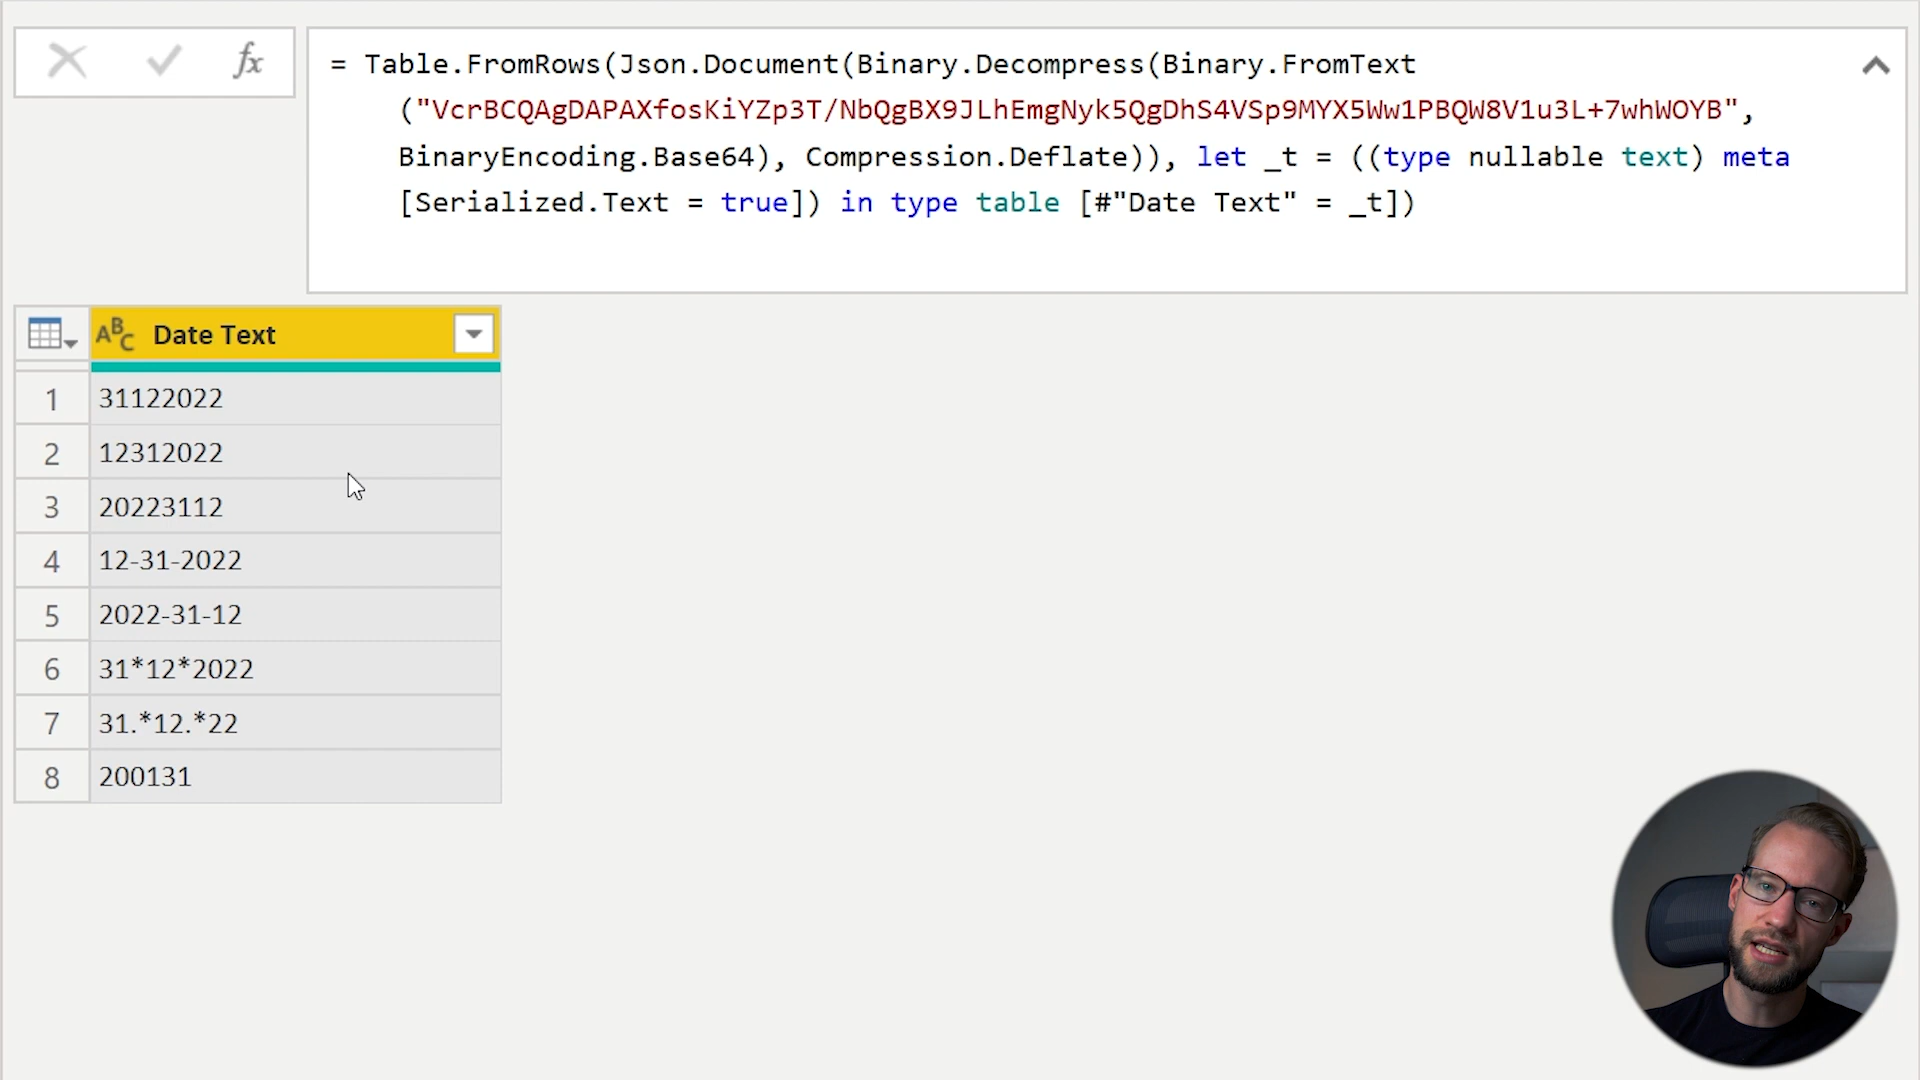 fx
= Table.FromRows(Json.Document(Binary.Decompress(Binary.FromText
("VcrBCQAgDAPAXfosKiYZp3T/NbQgBX9JLhEmgNyk5QgDhS4VSp9MYX5Ww1PBQW8V1u3L+7whWOYB",
BinaryEncoding.Base64), Compression.Deflate)), let _t = ((type nullable text) meta
[Serialized.Text = true]) in type table [#"Date Text" = _t])
ABC Date Text
1 31122022
2 12312022
3 20223112
4 12-31-2022
5 2022-31-12
6 31*12*2022
7 31.*12.*22
8 200131